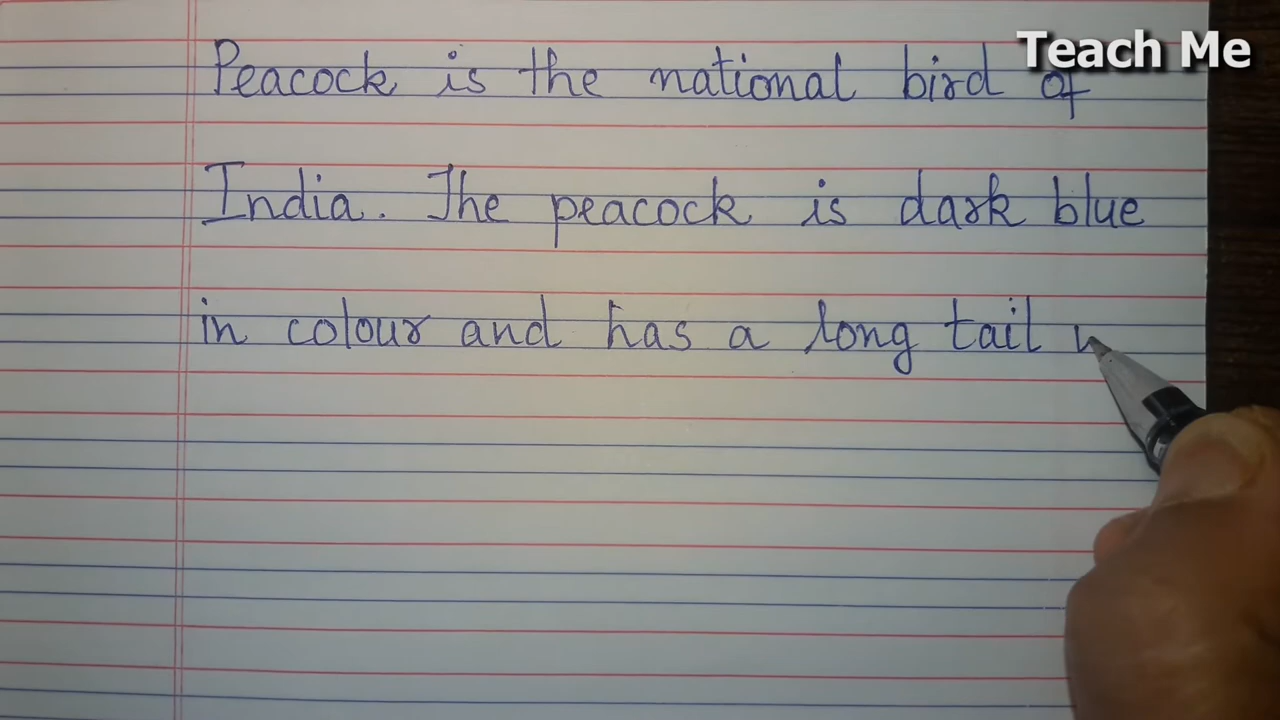 Teach Me
Peacock is the national bird of
India. The peacock is dark blue
in colour and has a long tail